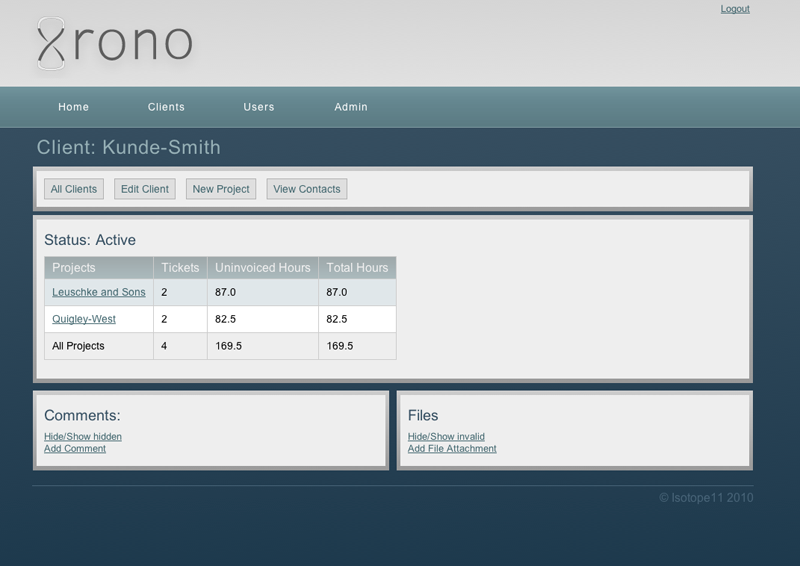 Logout
xrono
Home Clients Users Admin
Client: Kunde-Smith
All Clients Edit Client New Project View Contacts
Status: Active
Projects Tickets Uninvoiced Hours Total Hours
Leuschke and Sons 2 87.0 87.0
Quigley-West 2 82.5 82.5
All Projects 4 169.5 169.5
Comments:
Hide/Show hidden
Add Comment
Files
Hide/Show invalid
Add File Attachment
© Isotope11 2010